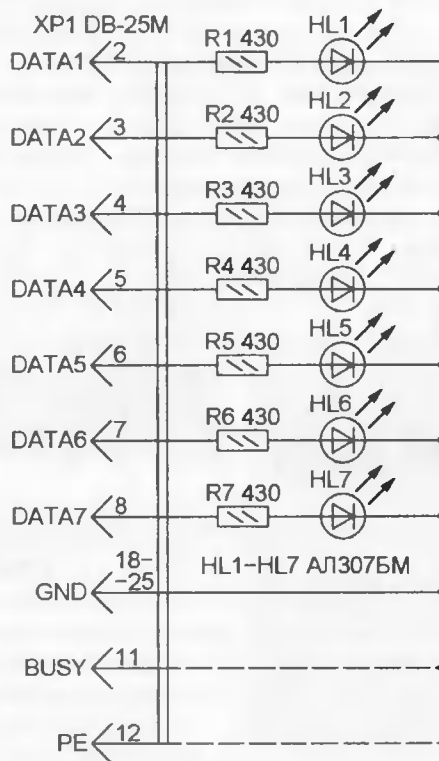 XP1 DB-25M
HL1
R1 430
DATA1 2
HL2
R2 430
DATA2 3
HL3
R3 430
DATA3 4
HL4
R4 430
DATA4 5
HL5
R5 430
DATA5 6
HL6
R6 430
DATA6 7
HL7
R7 430
DATA7 8
18-
-25
HL1-HL7 АЛ307БМ
GND
BUSY 11
PE 12